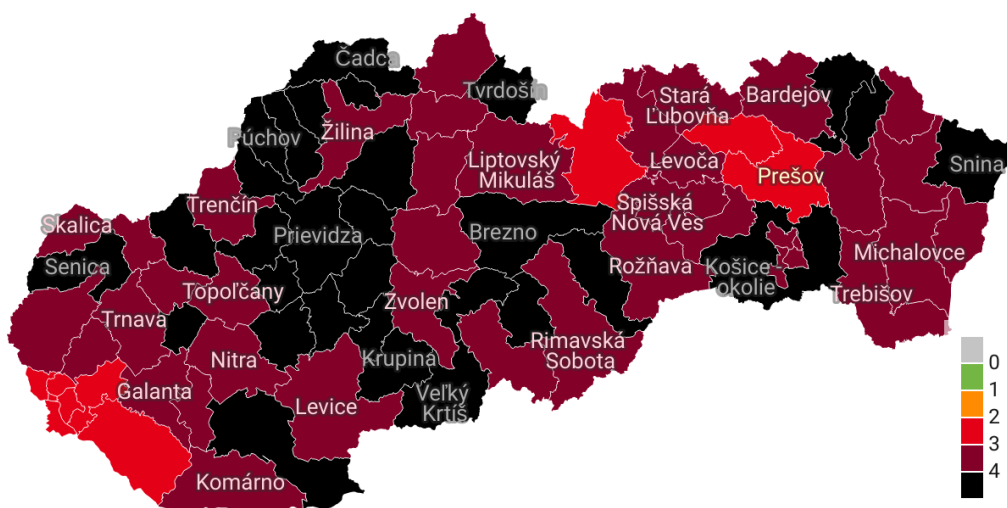 Čadca
Tvrdošín
Stará
Ľubovňa
Bardejov
Púchov
Žilina
Liptovský
Mikuláš
Levoča
Prešov
Snina
Trenčín
Skalica
Spišská
Nová Ves
Prievidza
Brezno
Michalovce
Senica
Rožňava
Košice -
okolie
Topoľčany
Zvolen
Trebišov
Trnava
Rimavská
Sobota
Nitra
Krupina
Galanta
Veľký
Krtíš
Levice
Komárno
0
1
2
3
4